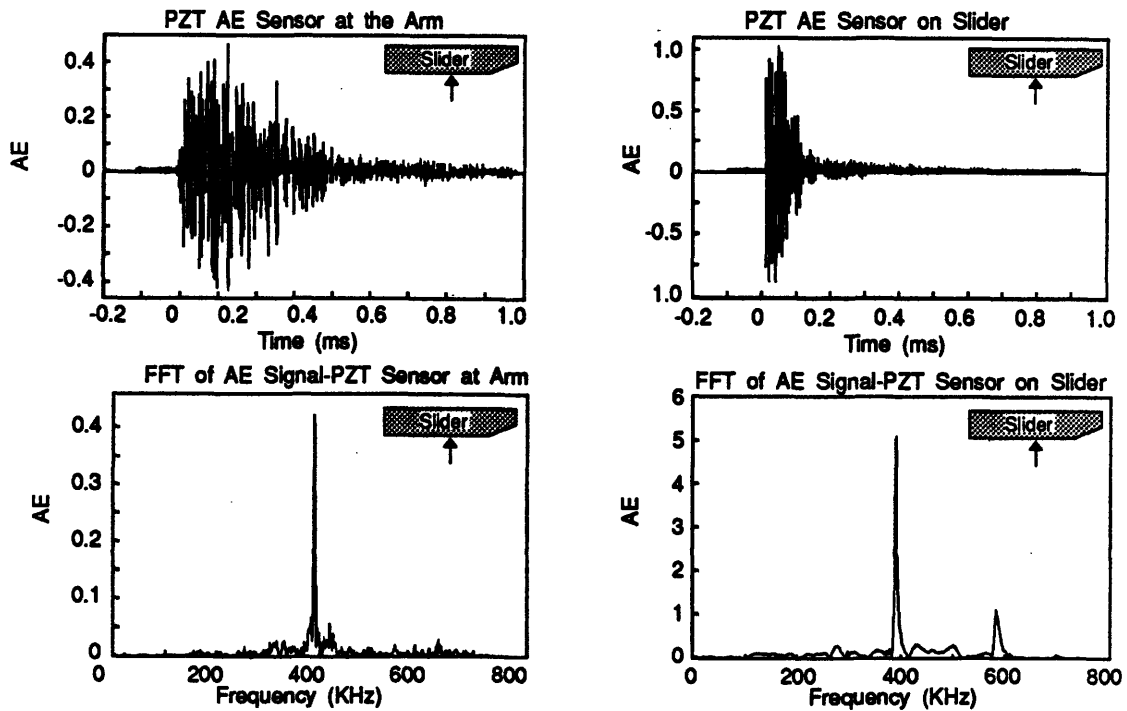 PZT AE Sensor at the Arm
AE
0.4
0.2
0
-0.2
-0.4
Slider
-0.2 0 0.2 0.4 0.6 0.8 1.0
Time (ms)
PZT AE Sensor on Slider
AE
1.0
0.5
0
-0.5
1.0
Slider
-0.2 0 0.2 0.4 0.6 0.8 1.0
Time (ms)
FFT of AE Signal-PZT Sensor at Arm
AE
0.4
0.3
0.2
0.1
0
Slider
0 200 400 600 800
Frequency (KHz)
FFT of AE Signal-PZT Sensor on Slider
AE
6
5
4
3
2
1
0
Slider
0 200 400 600 800
Frequency (KHz)